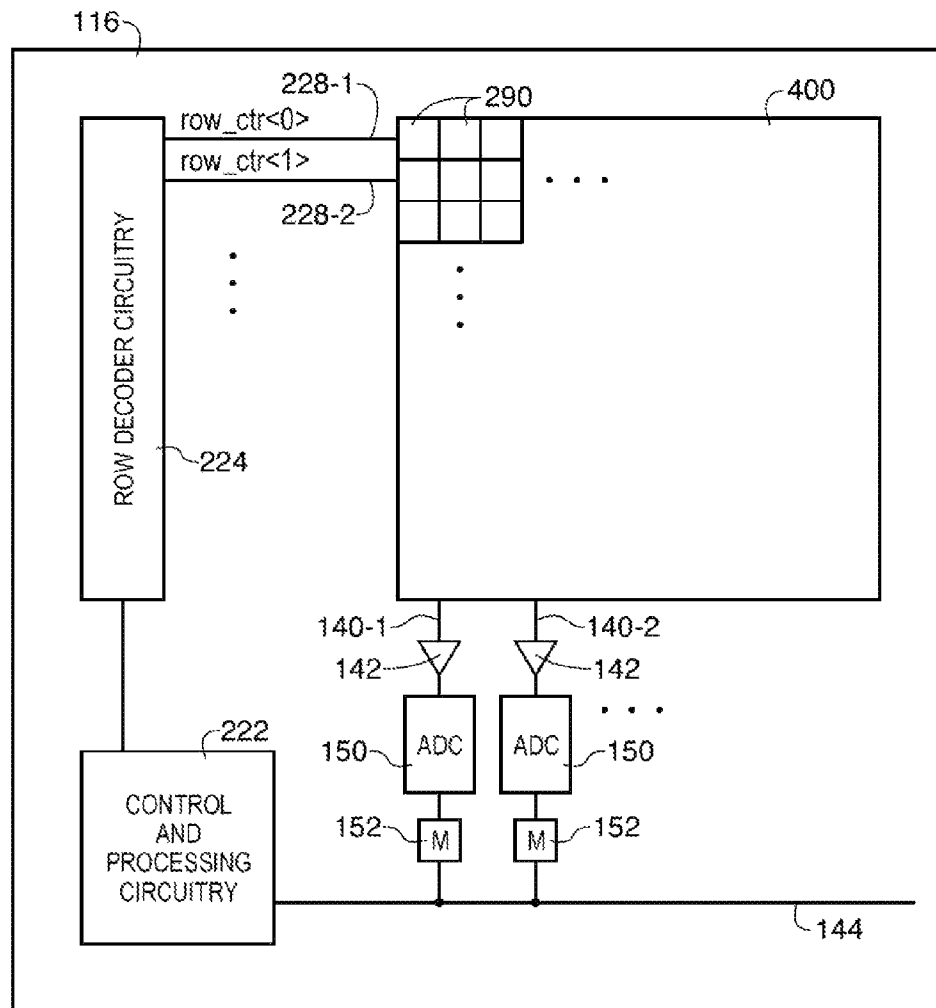 116
228-1
290
400
row_ctr<0>
row_ctr<1>
228-2
ROW DECODER CIRCUITRY
224
140-1
140-2
142
142
222
150
ADC
ADC
150
CONTROL
AND
PROCESSING
CIRCUITRY
152
M
M
152
144